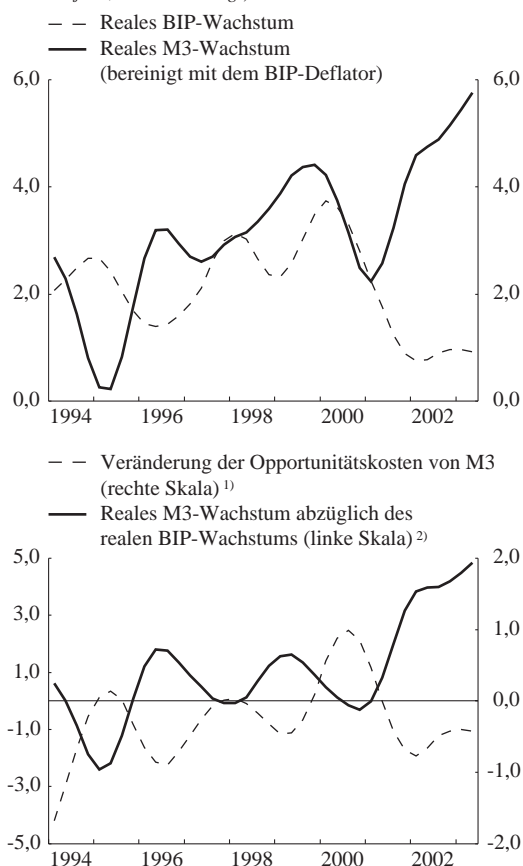 Reales BIP-Wachstum
Reales M3-Wachstum
(bereinigt mit dem BIP-Deflator)
6,0 6,0
4,0 4,0
2,0 2,0
0,0 0,0
1994 1996 1998 2000 2002
Veränderung der Opportunitätskosten von M3
(rechte Skala) 1)
Reales M3-Wachstum abzüglich des
realen BIP-Wachstums (linke Skala) 2)
5,0 2,0
3,0 1,0
1,0 0,0
-1,0
-3,0 -1,0
-5,0 -2,0
1994 1996 1998 2000 2002